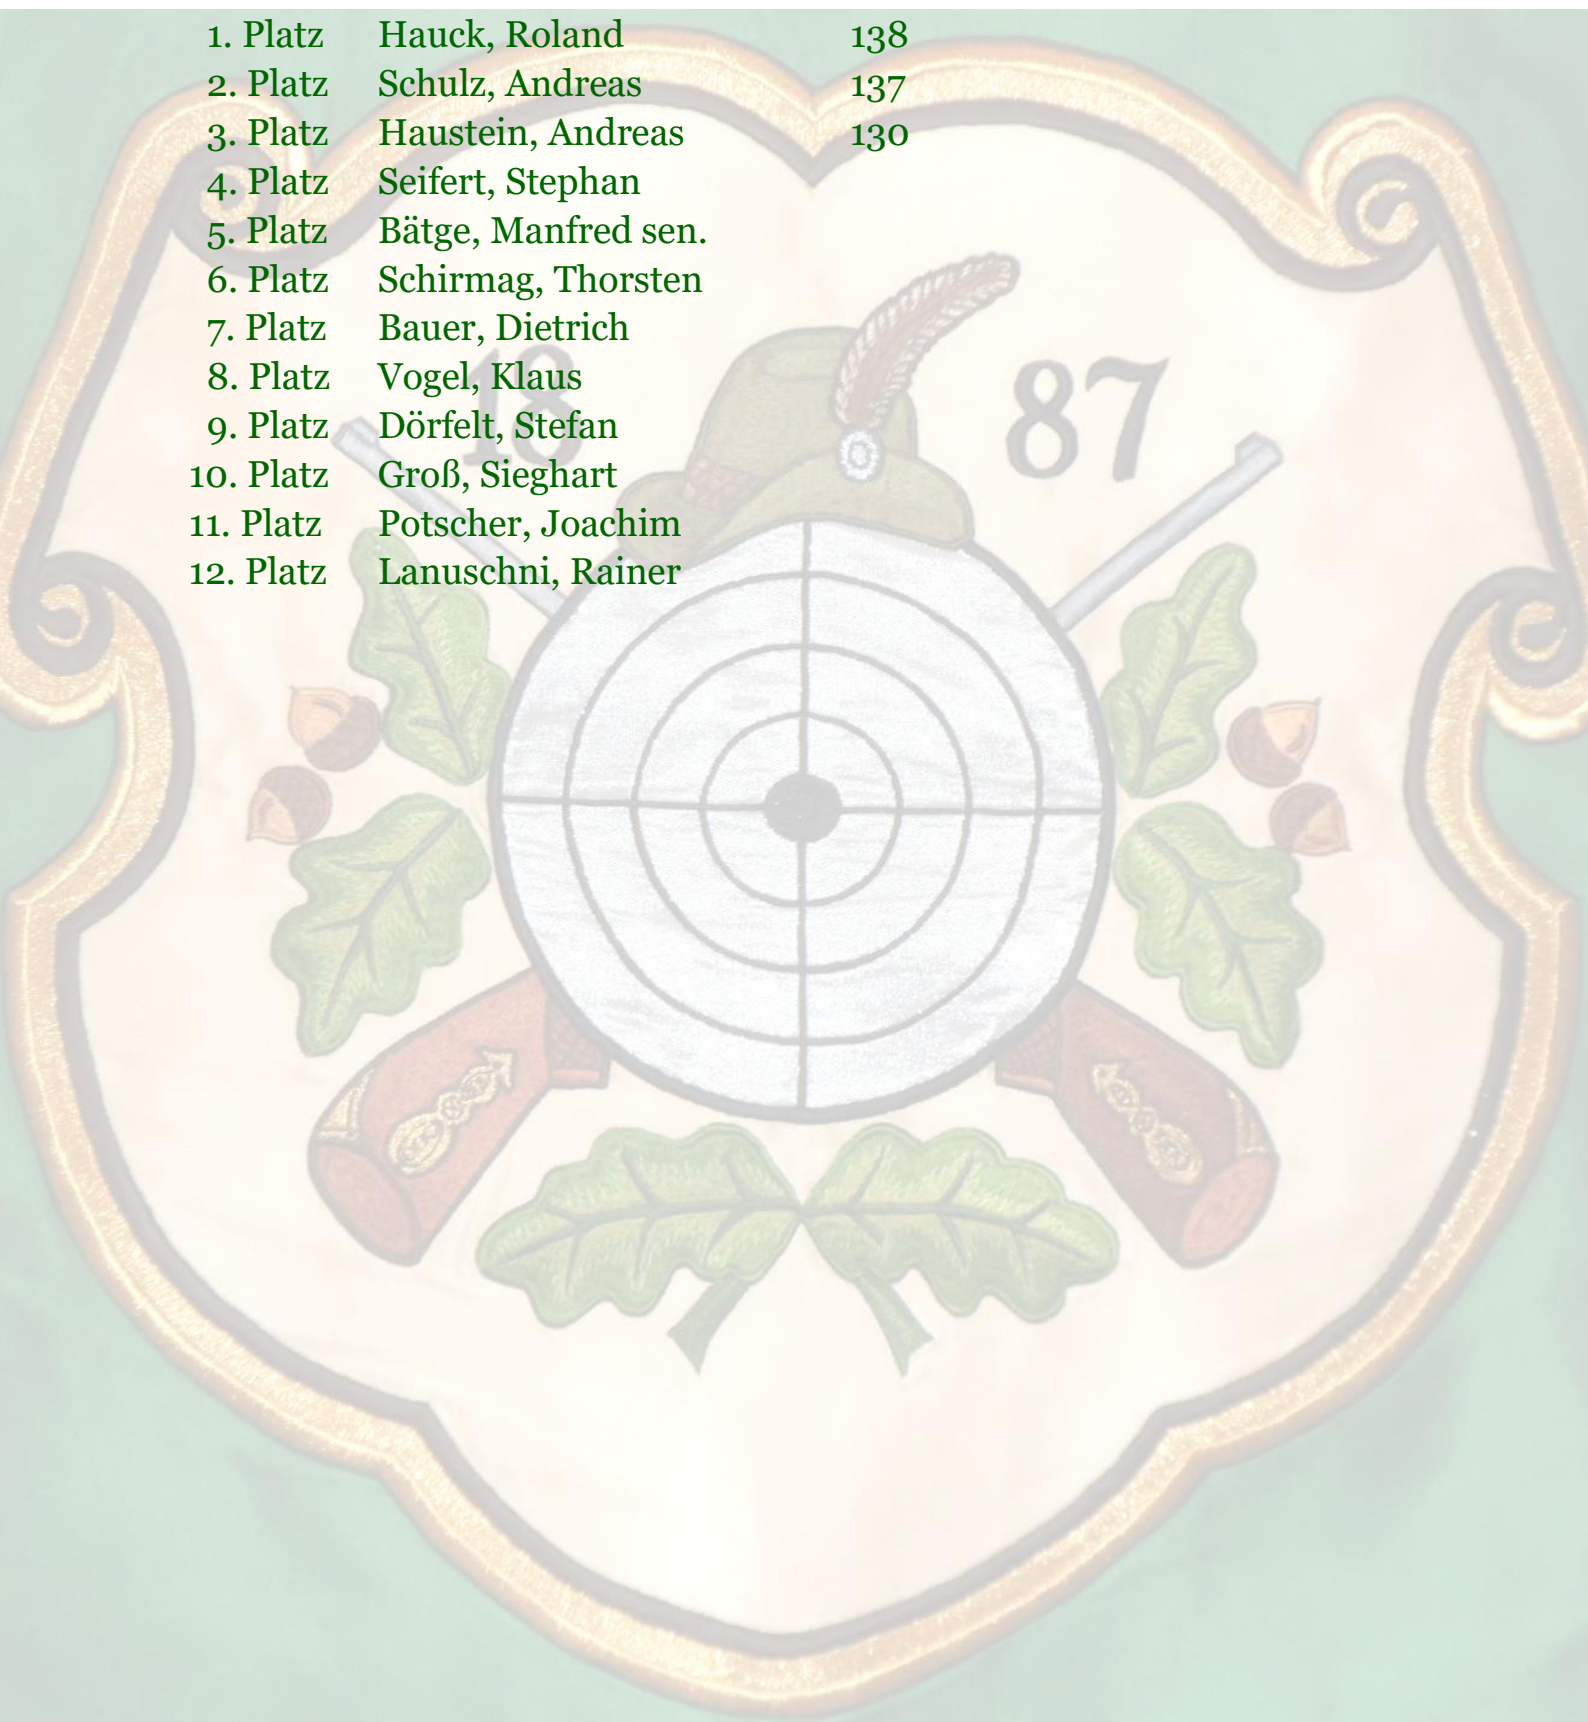 1. Platz Hauck, Roland 138
2. Platz Schulz, Andreas 137
3. Platz Haustein, Andreas 130
4. Platz Seifert, Stephan
5. Platz Bätge, Manfred sen.
6. Platz Schirmag, Thorsten
7. Platz Bauer, Dietrich
8. Platz Vogel, Klaus
9. Platz Dörfelt, Stefan
10. Platz Groß, Sieghart
11. Platz Potscher, Joachim
12. Platz Lanuschni, Rainer
18 87